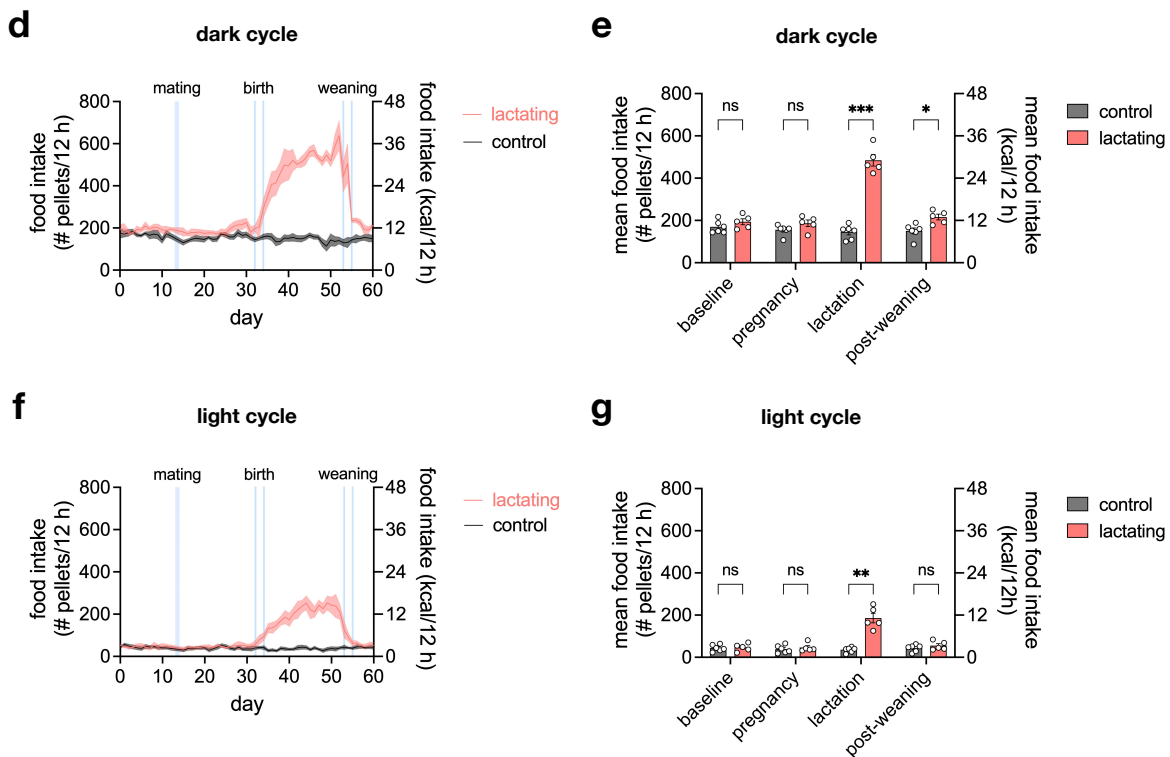 d
dark cycle
mating birth weaning
food intake
(# pellets/12 h)
800
600
400
200
0
48
36
24
12
0
food intake (kcal/12 h)
0 10 20 30 40 50 60
day
lactating
control
e
dark cycle
mean food intake
(# pellets/12 h)
800
600
400
200
0
ns ns *** *
48
36
24
12
0
mean food intake
(kcal/12 h)
baseline
pregnancy
lactation
post-weaning
control
lactating
f
light cycle
mating birth weaning
food intake
(# pellets/12 h)
800
600
400
200
0
48
36
24
12
0
food intake (kcal/12 h)
0 10 20 30 40 50 60
day
lactating
control
g
light cycle
mean food intake
(# pellets/12 h)
800
600
400
200
0
ns ns ** ns
48
36
24
12
0
mean food intake
(kcal/12h)
baseline
pregnancy
lactation
post-weaning
control
lactating